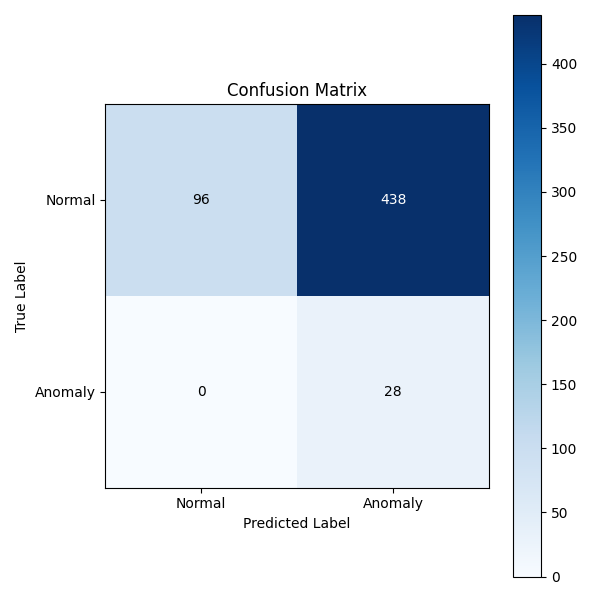 Confusion Matrix
True Label
Normal
96
438
Anomaly
0
28
Normal
Anomaly
Predicted Label
400
350
300
250
200
150
100
50
0